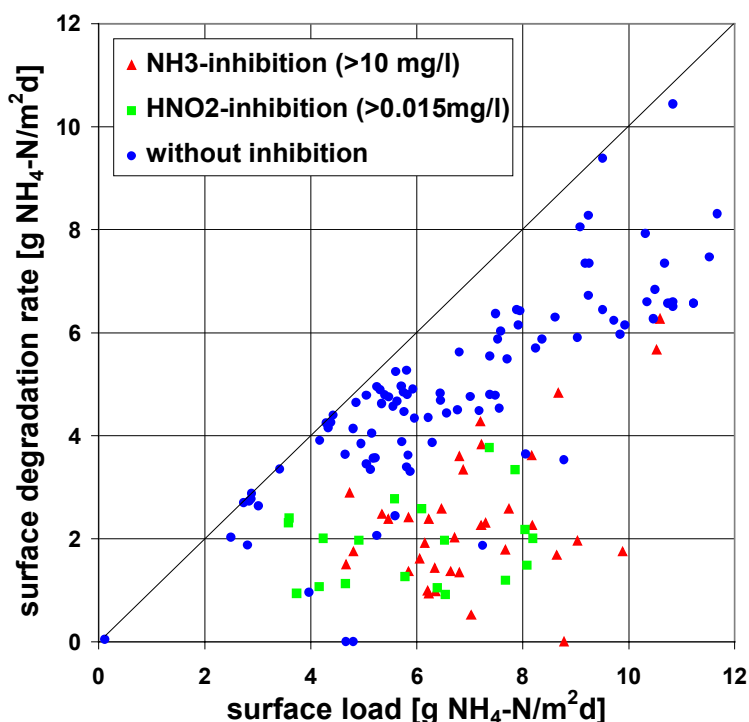 12
10
8
6
4
2
0
surface degradation rate [g NH₄-N/m²d]
NH3-inhibition (>10 mg/l)
HNO2-inhibition (>0.015mg/l)
without inhibition
0 2 4 6 8 10 12
surface load [g NH₄-N/m²d]